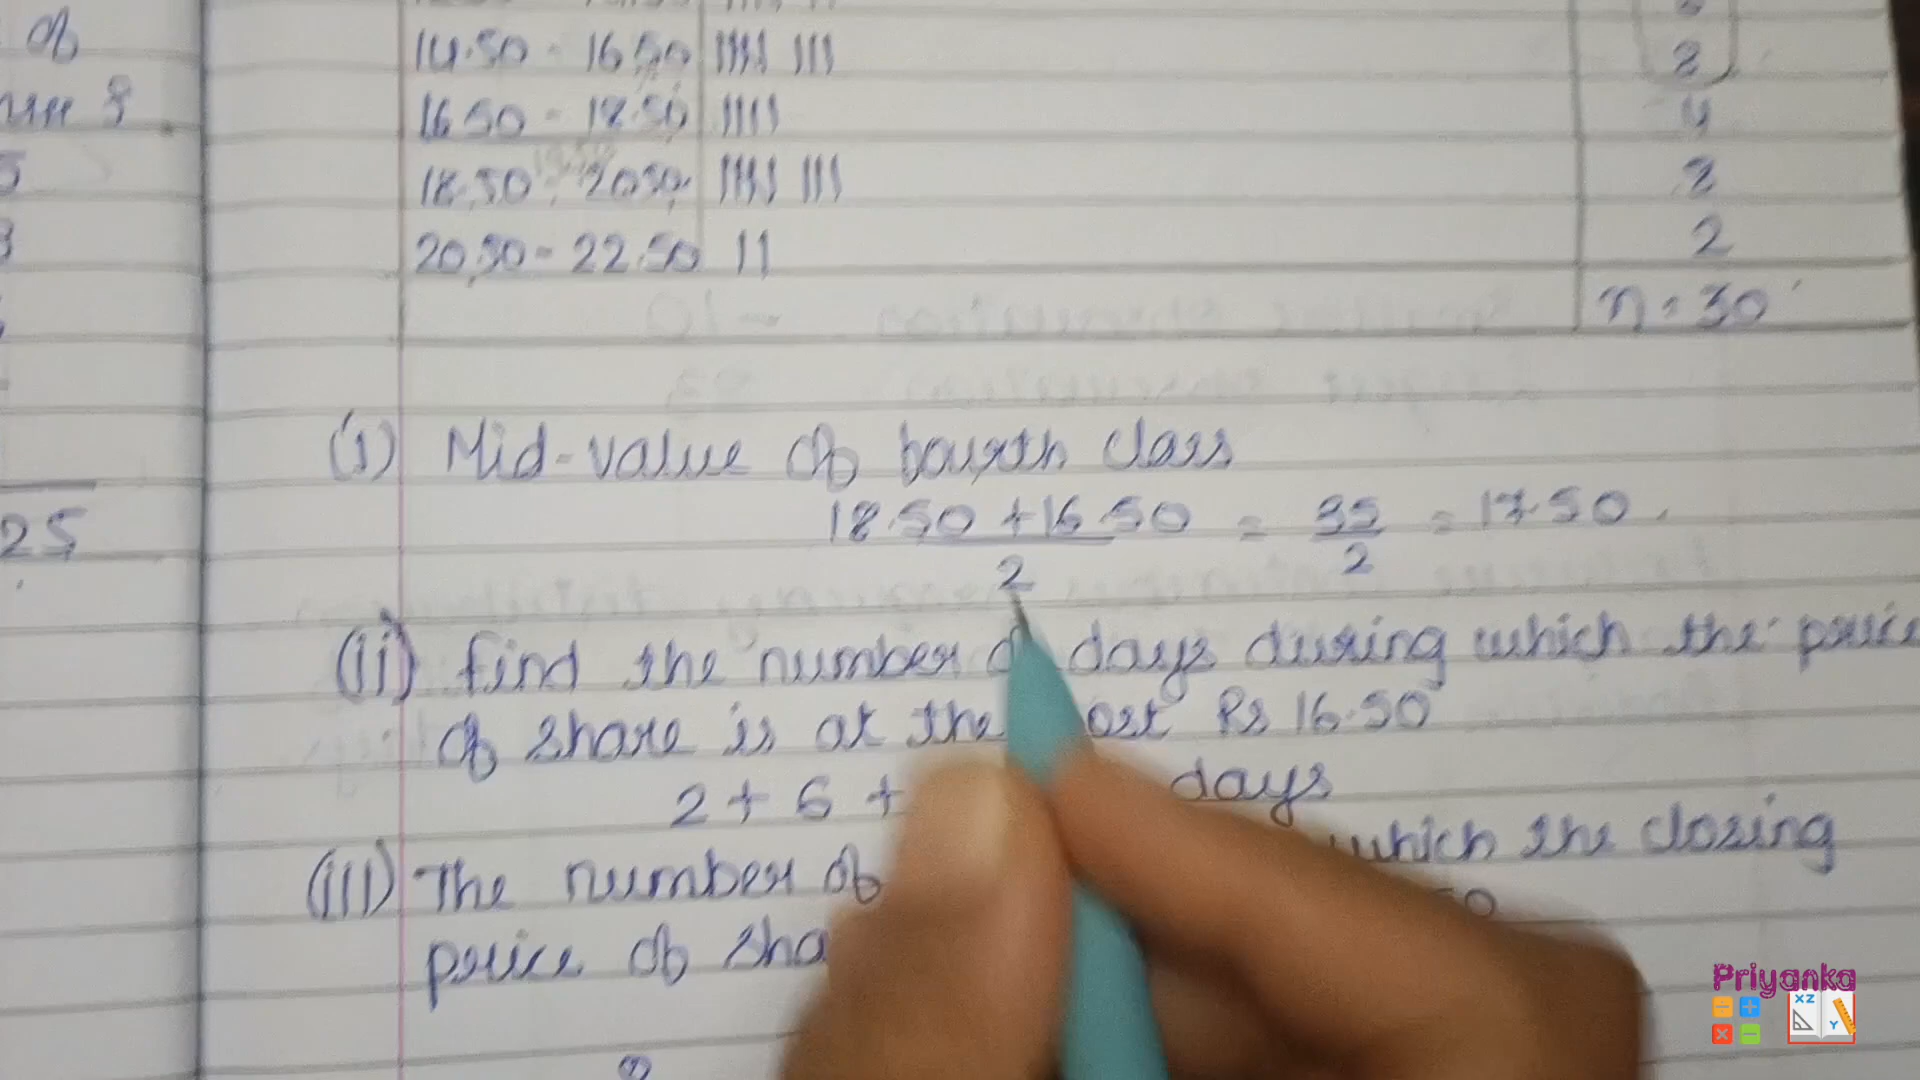 of
14.50 - 16.50 |||| ||| 8
16.50 - 18.50 |||| 4
18.50 - 20.50 |||| ||| 8
20.50 - 22.50 || 2
n = 30
25
(i) Mid-value of fourth class
18.50 + 16.50 = 35 = 17.50
2 2
(ii) find the number of days during which the price
of share is at the most Rs 16.50
2 + 6 + days
(iii) The number of which the closing
price of sha
Priyanka
XZ
Y